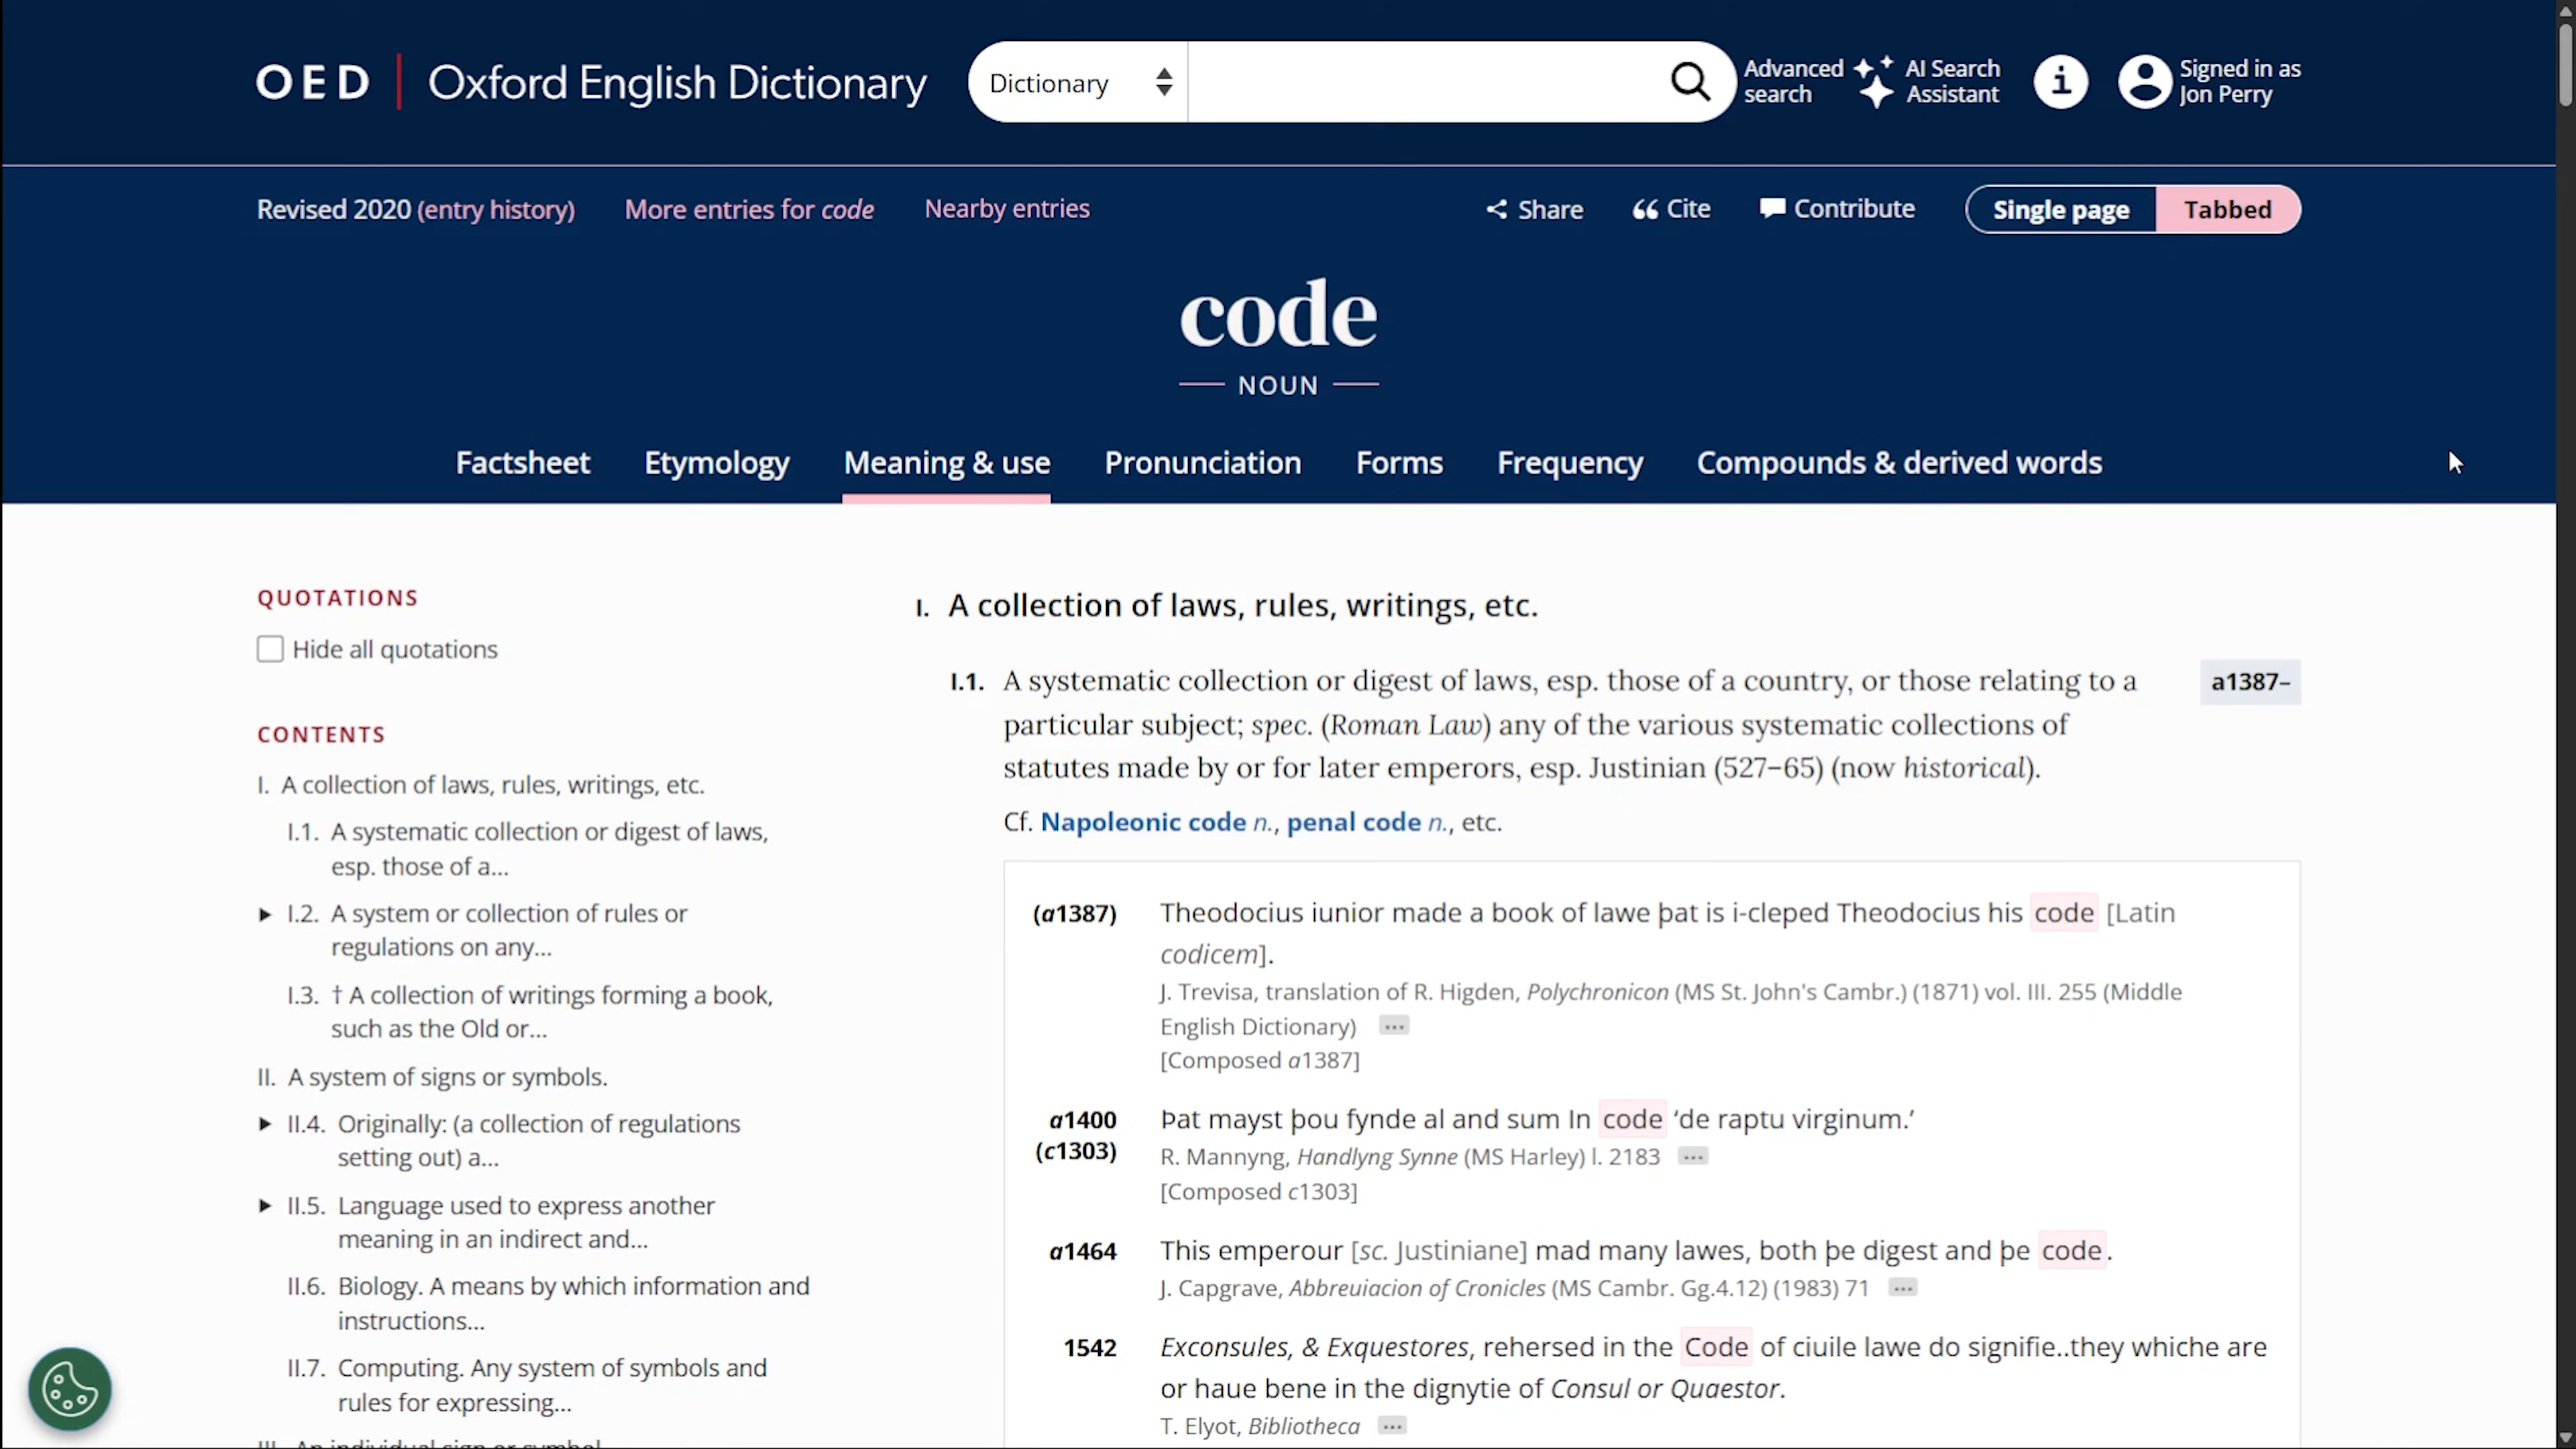 OED | Oxford English Dictionary
Dictionary
Advanced search
AI Search Assistant
Signed in as Jon Perry
Revised 2020 (entry history)
More entries for code
Nearby entries
Share
Cite
Contribute
Single page
Tabbed
code
NOUN
Factsheet
Etymology
Meaning & use
Pronunciation
Forms
Frequency
Compounds & derived words
QUOTATIONS
Hide all quotations
CONTENTS
I. A collection of laws, rules, writings, etc.
I.1. A systematic collection or digest of laws,
esp. those of a...
I.2. A system or collection of rules or
regulations on any...
I.3. † A collection of writings forming a book,
such as the Old or...
II. A system of signs or symbols.
II.4. Originally: (a collection of regulations
setting out) a...
II.5. Language used to express another
meaning in an indirect and...
II.6. Biology. A means by which information and
instructions...
II.7. Computing. Any system of symbols and
rules for expressing...
III. An individual sign or symbol
I. A collection of laws, rules, writings, etc.
I.1. A systematic collection or digest of laws, esp. those of a country, or those relating to a
particular subject; spec. (Roman Law) any of the various systematic collections of
statutes made by or for later emperors, esp. Justinian (527–65) (now historical).
a1387–
Cf. Napoleonic code n., penal code n., etc.
(a1387) Theodocius iunior made a book of lawe þat is i-cleped Theodocius his code [Latin
codicem].
J. Trevisa, translation of R. Higden, Polychronicon (MS St. John's Cambr.) (1871) vol. III. 255 (Middle
English Dictionary) ...
[Composed a1387]
a1400 Þat mayst þou fynde al and sum In code ‘de raptu virginum.’
(c1303) R. Mannyng, Handlyng Synne (MS Harley) l. 2183 ...
[Composed c1303]
a1464 This emperour [sc. Justiniane] mad many lawes, both þe digest and þe code.
J. Capgrave, Abbreuiacion of Cronicles (MS Cambr. Gg.4.12) (1983) 71 ...
1542 Exconsules, & Exquestores, rehersed in the Code of ciuile lawe do signifie..they whiche are
or haue bene in the dignytie of Consul or Quaestor.
T. Elyot, Bibliotheca ...